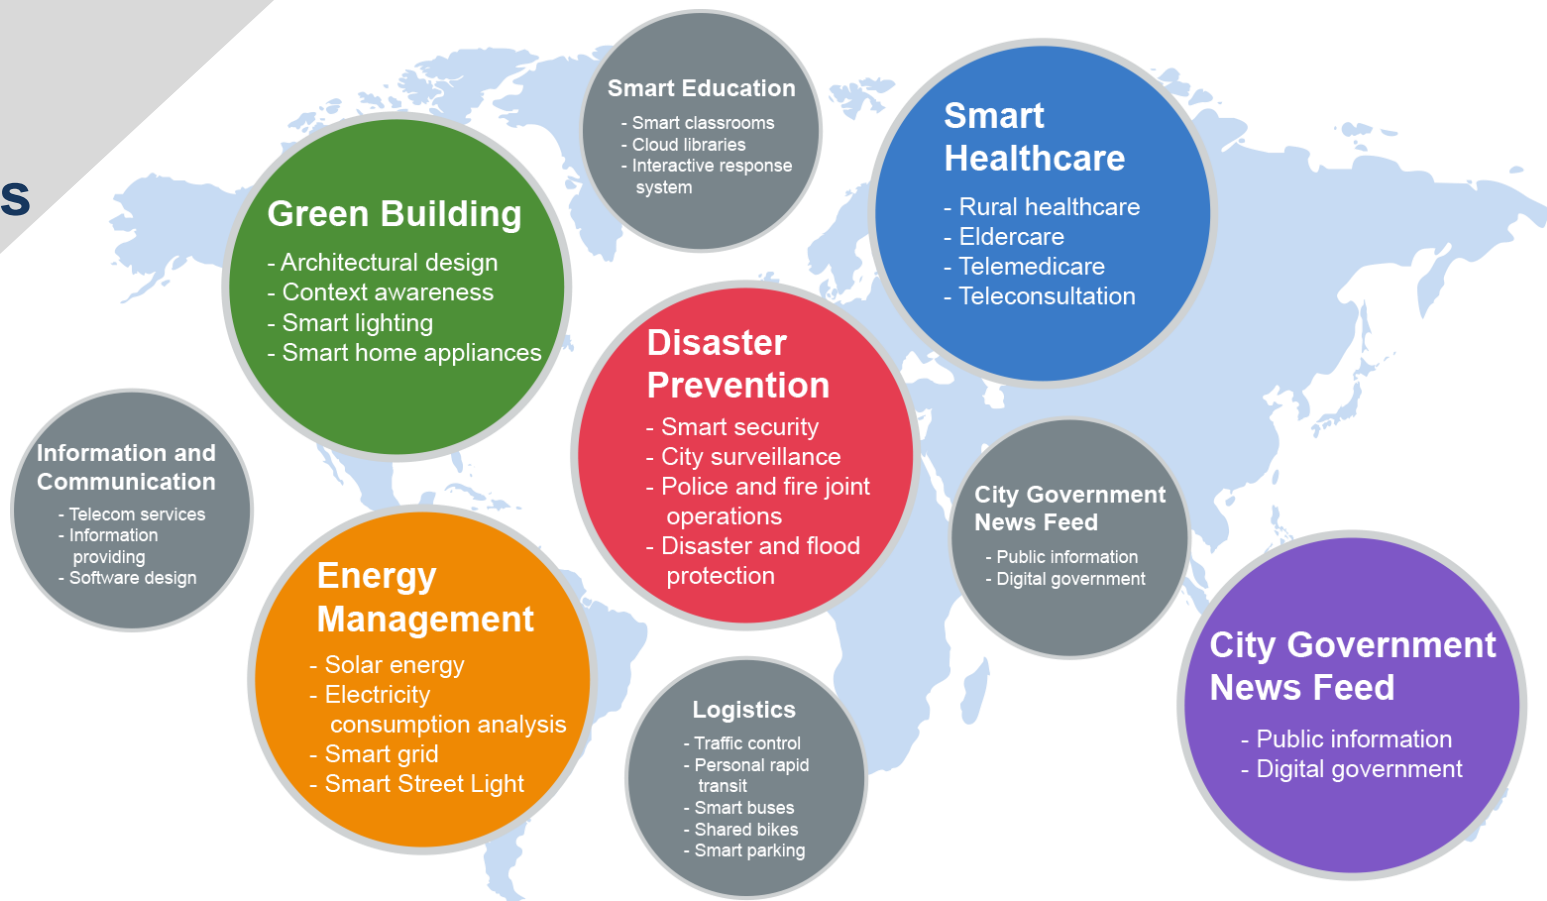 s
Smart Education
- Smart classrooms
- Cloud libraries
- Interactive response
system
Smart
Healthcare
- Rural healthcare
- Eldercare
- Telemedicare
- Teleconsultation
Green Building
- Architectural design
- Context awareness
- Smart lighting
- Smart home appliances
Disaster
Prevention
- Smart security
- City surveillance
- Police and fire joint
operations
- Disaster and flood
protection
Information and
Communication
- Telecom services
- Information
providing
- Software design
City Government
News Feed
- Public information
- Digital government
Energy
Management
- Solar energy
- Electricity
consumption analysis
- Smart grid
- Smart Street Light
Logistics
- Traffic control
- Personal rapid
transit
- Smart buses
- Shared bikes
- Smart parking
City Government
News Feed
- Public information
- Digital government